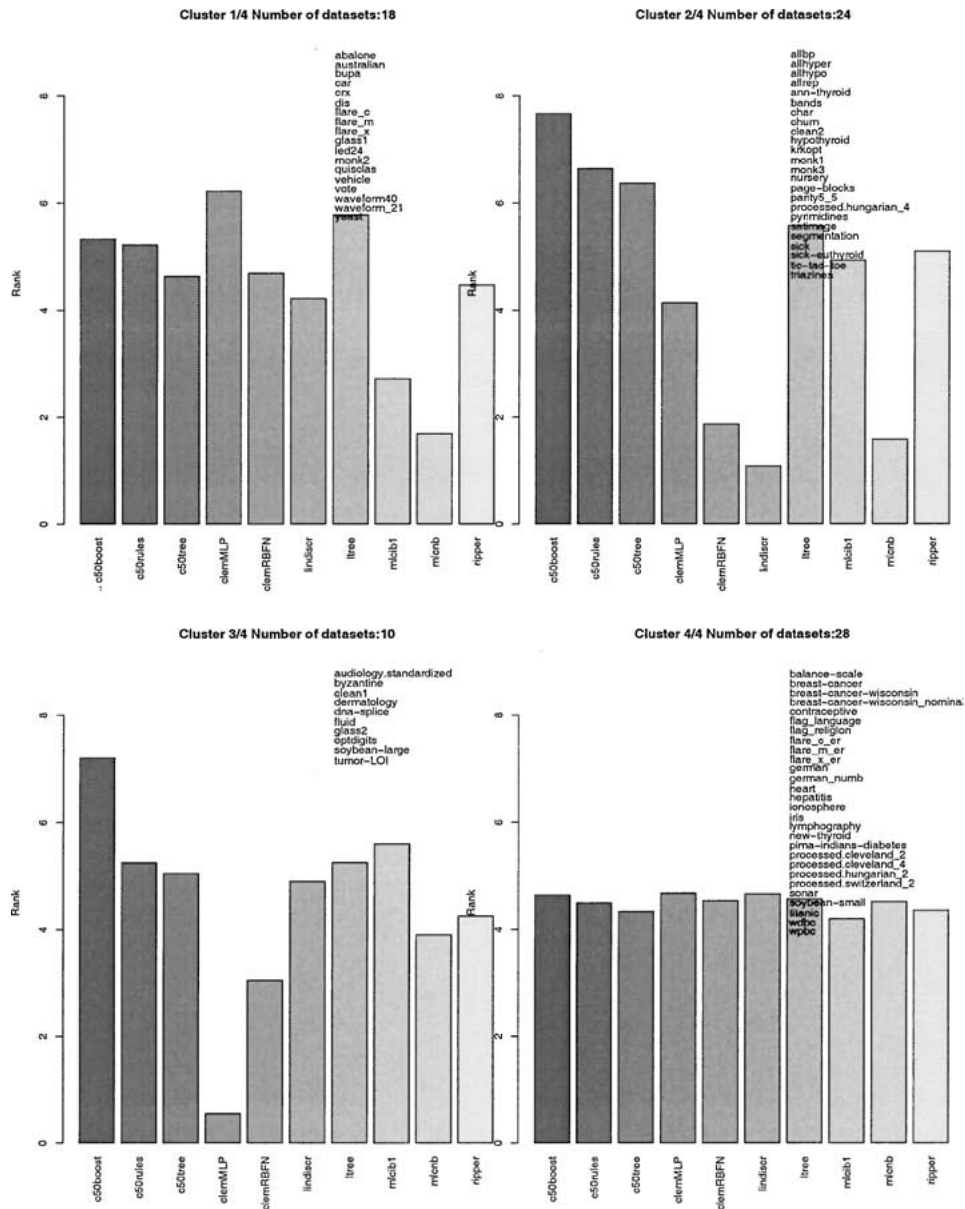 Cluster 1/4 Number of datasets:18
abalone
australian
bupa
car
crx
dis
flare_c
flare_m
flare_x
glass1
led24
monk2
quisclas
vehicle
vote
waveform40
waveform_21
yeast
Rank
0
2
4
6
8
c50boost
c50rules
c50tree
clemMLP
clemRBFN
lindiscr
ltree
mlcib1
mlcnb
ripper
Cluster 2/4 Number of datasets:24
allbp
allhyper
allhypo
allrep
ann-thyroid
bands
char
churn
clean2
hypothyroid
krkopt
monk1
monk3
nursery
page-blocks
parity5_5
processed.hungarian_4
pyrimidines
satimage
segmentation
sick
sick-euthyroid
tic-tac-toe
triazines
Rank
0
2
4
6
8
c50boost
c50rules
c50tree
clemMLP
clemRBFN
lindiscr
ltree
mlcib1
mlcnb
ripper
Cluster 3/4 Number of datasets:10
audiology.standardized
byzantine
clean1
dermatology
dna-splice
fluid
glass2
optdigits
soybean-large
tumor-LOI
Rank
0
2
4
6
8
c50boost
c50rules
c50tree
clemMLP
clemRBFN
lindiscr
ltree
mlcib1
mlcnb
ripper
Cluster 4/4 Number of datasets:28
balance-scale
breast-cancer
breast-cancer-wisconsin
breast-cancer-wisconsin_nomina
contraceptive
flag_language
flag_religion
flare_c_er
flare_m_er
flare_x_er
german
german_numb
heart
hepatitis
ionosphere
iris
lymphography
new-thyroid
pima-indians-diabetes
processed.cleveland_2
processed.cleveland_4
processed.hungarian_2
processed.switzerland_2
sonar
soybean-small
titanic
wdbc
wpbc
Rank
0
2
4
6
8
c50boost
c50rules
c50tree
clemMLP
clemRBFN
lindiscr
ltree
mlcib1
mlcnb
ripper